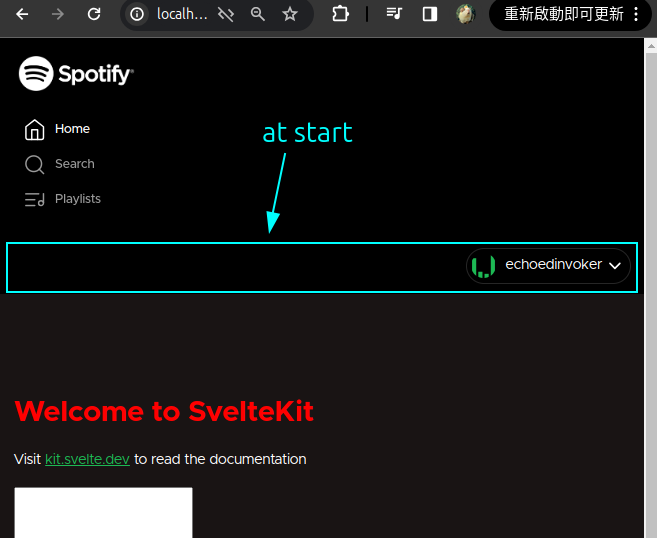 localh...
重新啟動即可更新
Spotify
Home
at start
Search
Playlists
echoedinvoker
Welcome to SvelteKit
Visit kit.svelte.dev to read the documentation